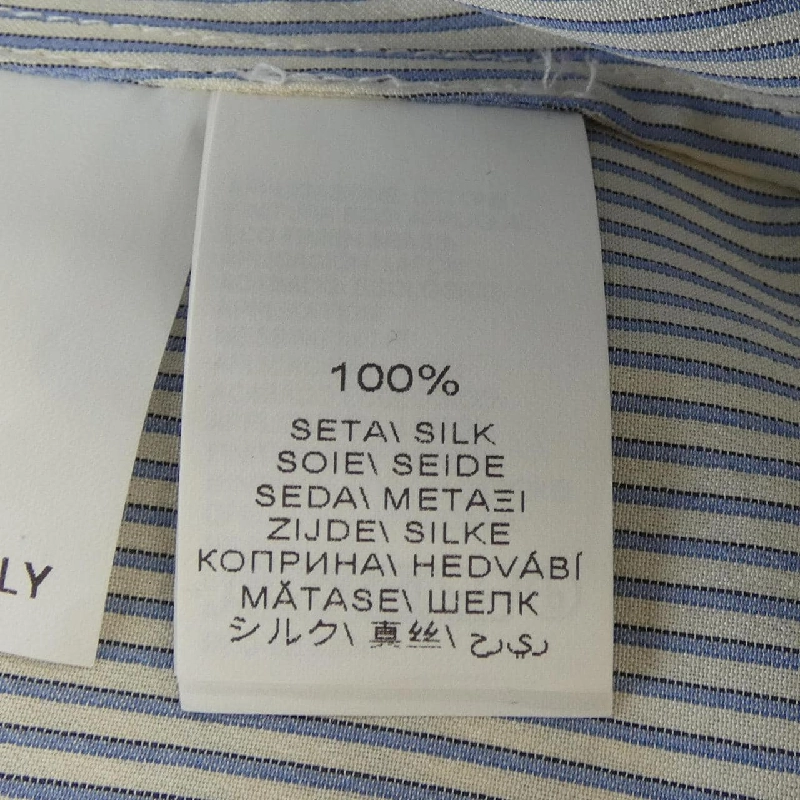 LY
100%
SETA\ SILK
SOIE\ SEIDE
SEDA\ ΜΕΤΑΞΙ
ZIJDE\ SILKE
КОПРИНА\ HEDVÁBÍ
MĂTASE\ ШЕЛК
シルク\ 真丝\ حرير